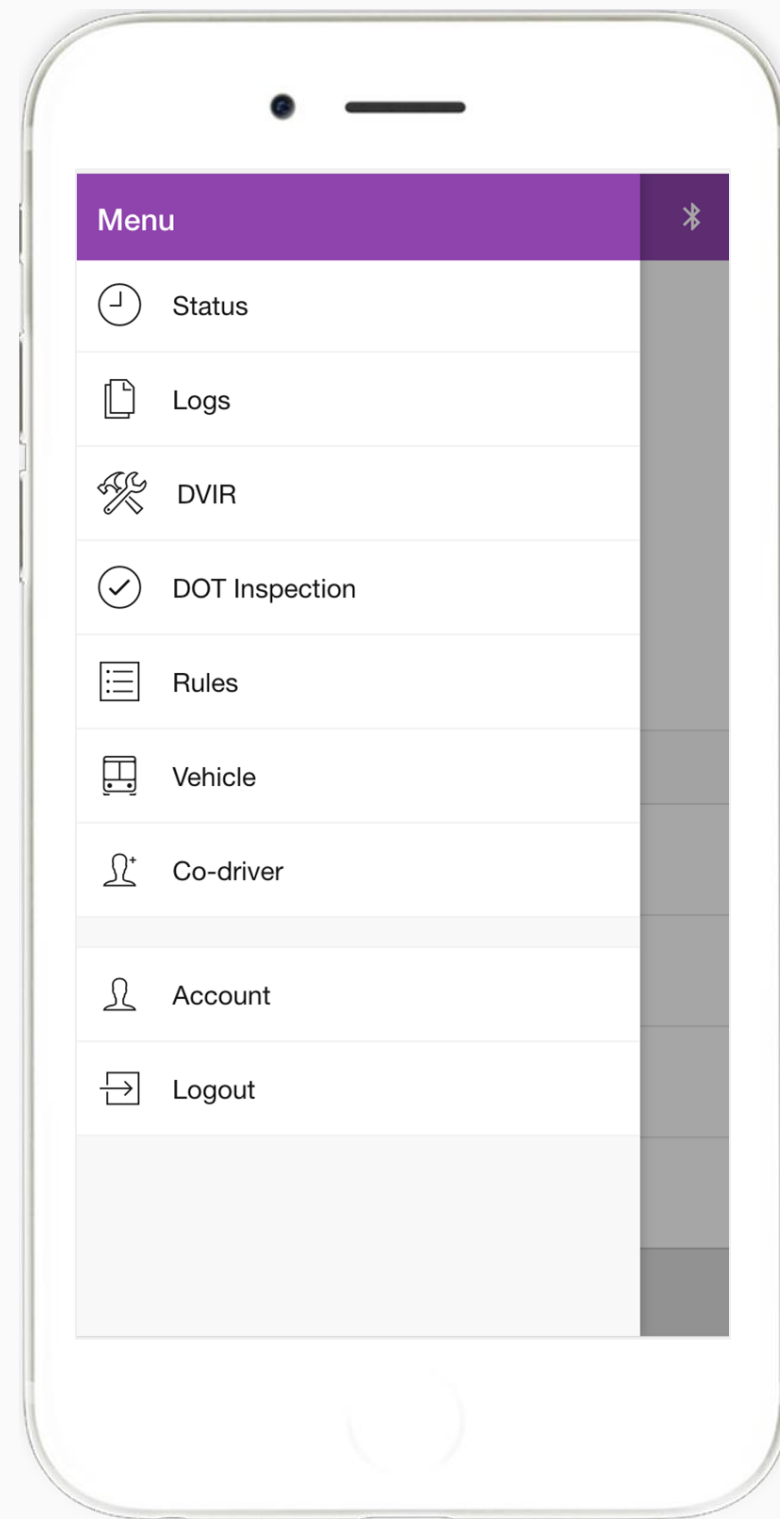 Menu
Status
Logs
DVIR
DOT Inspection
Rules
Vehicle
Co-driver
Account
Logout